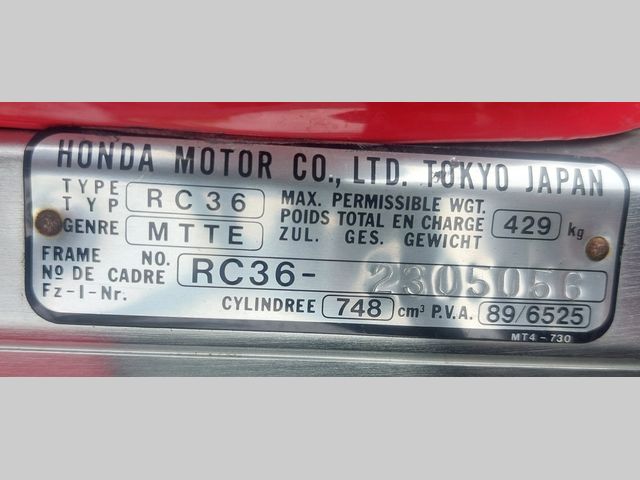 HONDA MOTOR CO., LTD. TOKYO JAPAN
TYPE
TYP
RC36
MAX. PERMISSIBLE WGT.
POIDS TOTAL EN CHARGE
ZUL. GES. GEWICHT
429 kg
GENRE MTTE
FRAME NO.
Nº DE CADRE
Fz-I-Nr.
RC36-2305056
CYLINDREE 748 cm³ P.V.A. 89/6525
MT4-730